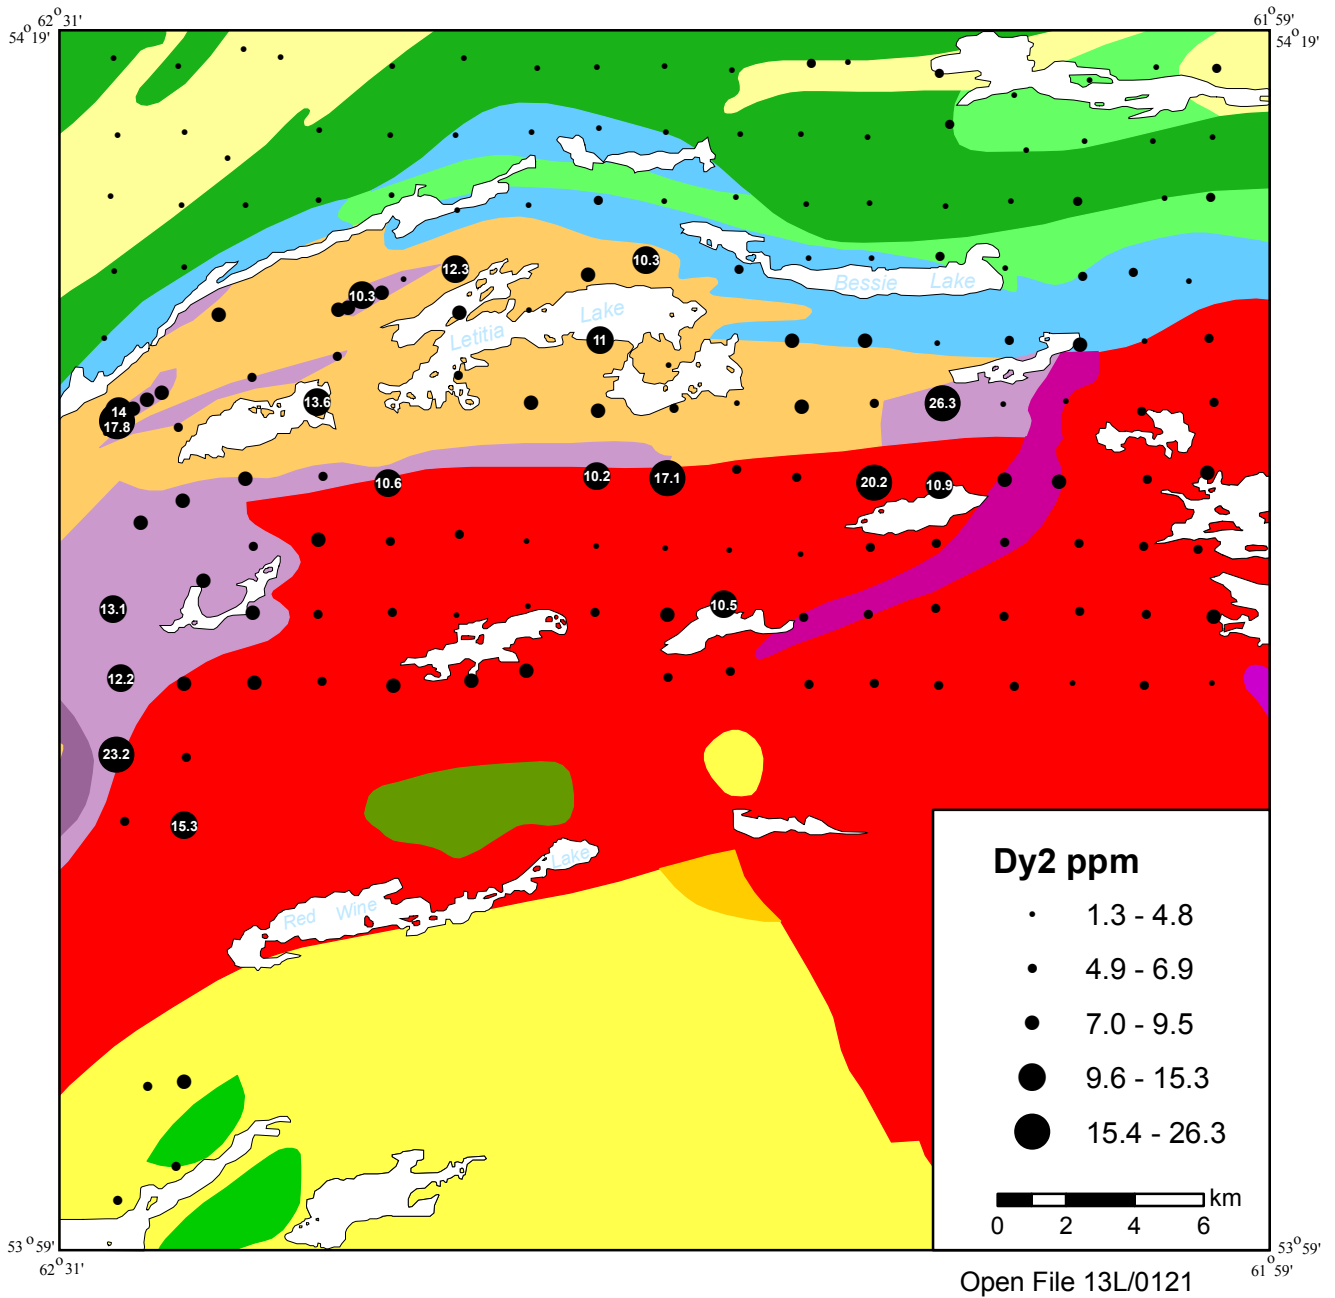 62° 31'
61° 59'
54° 19'
54° 19'
10.3
12.3
Bessie Lake
10.3
Lake
Letitia
11
14
13.6
26.3
17.8
10.2
17.1
10.6
20.2
10.9
13.1
10.5
12.2
23.2
15.3
Lake
Red Wine
Dy2 ppm
1.3 - 4.8
4.9 - 6.9
7.0 - 9.5
9.6 - 15.3
15.4 - 26.3
km
0 2 4 6
53° 59'
53° 59'
62° 31'
61° 59'
Open File 13L/0121